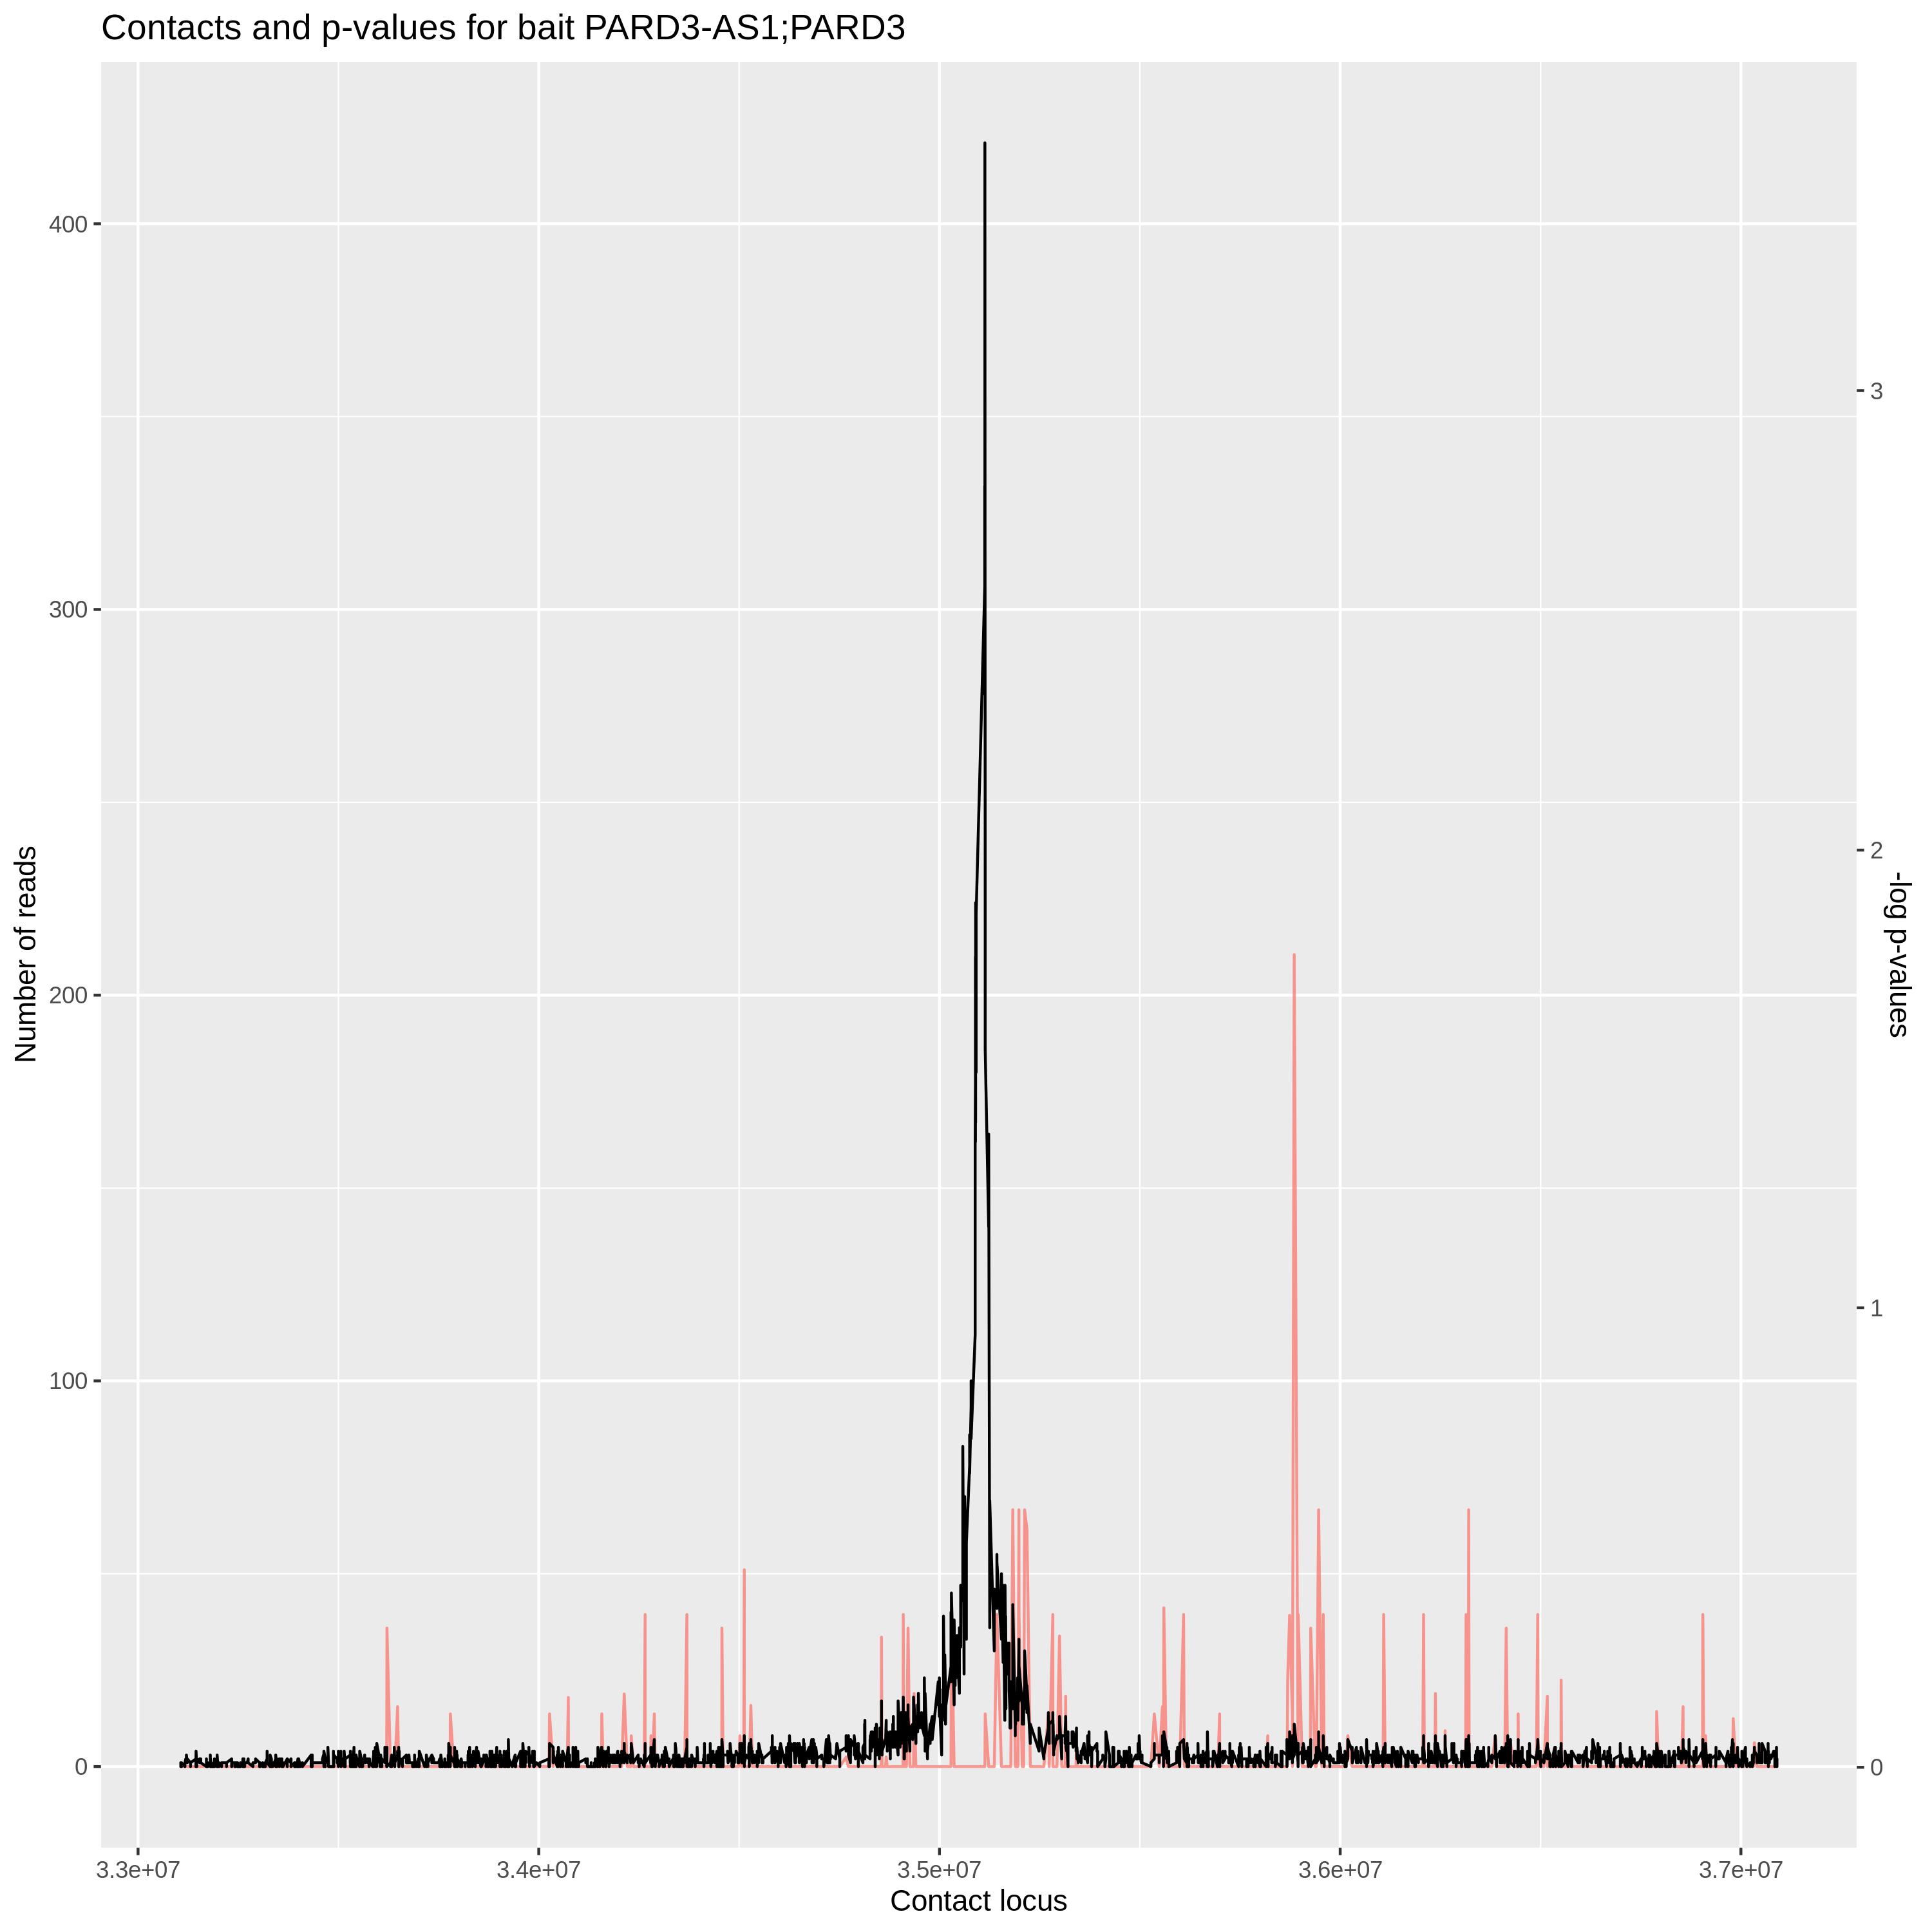 Contacts and p-values for bait PARD3-AS1;PARD3
400
300
200
100
0
Number of reads
3
2
1
0
-log p-values
3.3e+07
3.4e+07
3.5e+07
3.6e+07
3.7e+07
Contact locus